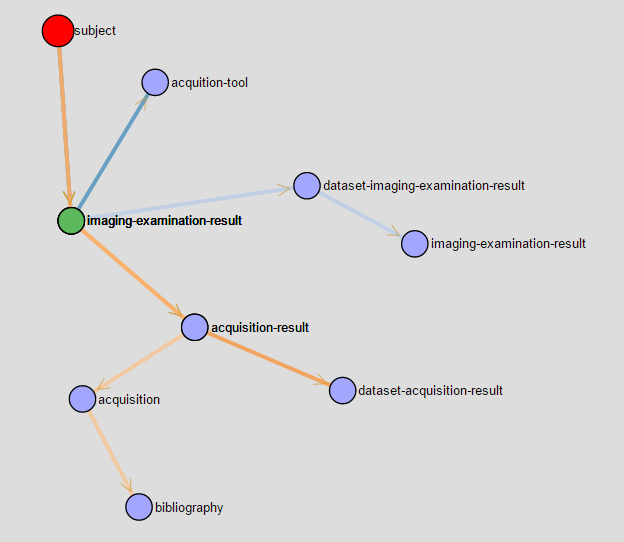 subject
acquition-tool
dataset-imaging-examination-result
imaging-examination-result
imaging-examination-result
acquisition-result
dataset-acquisition-result
acquisition
bibliography